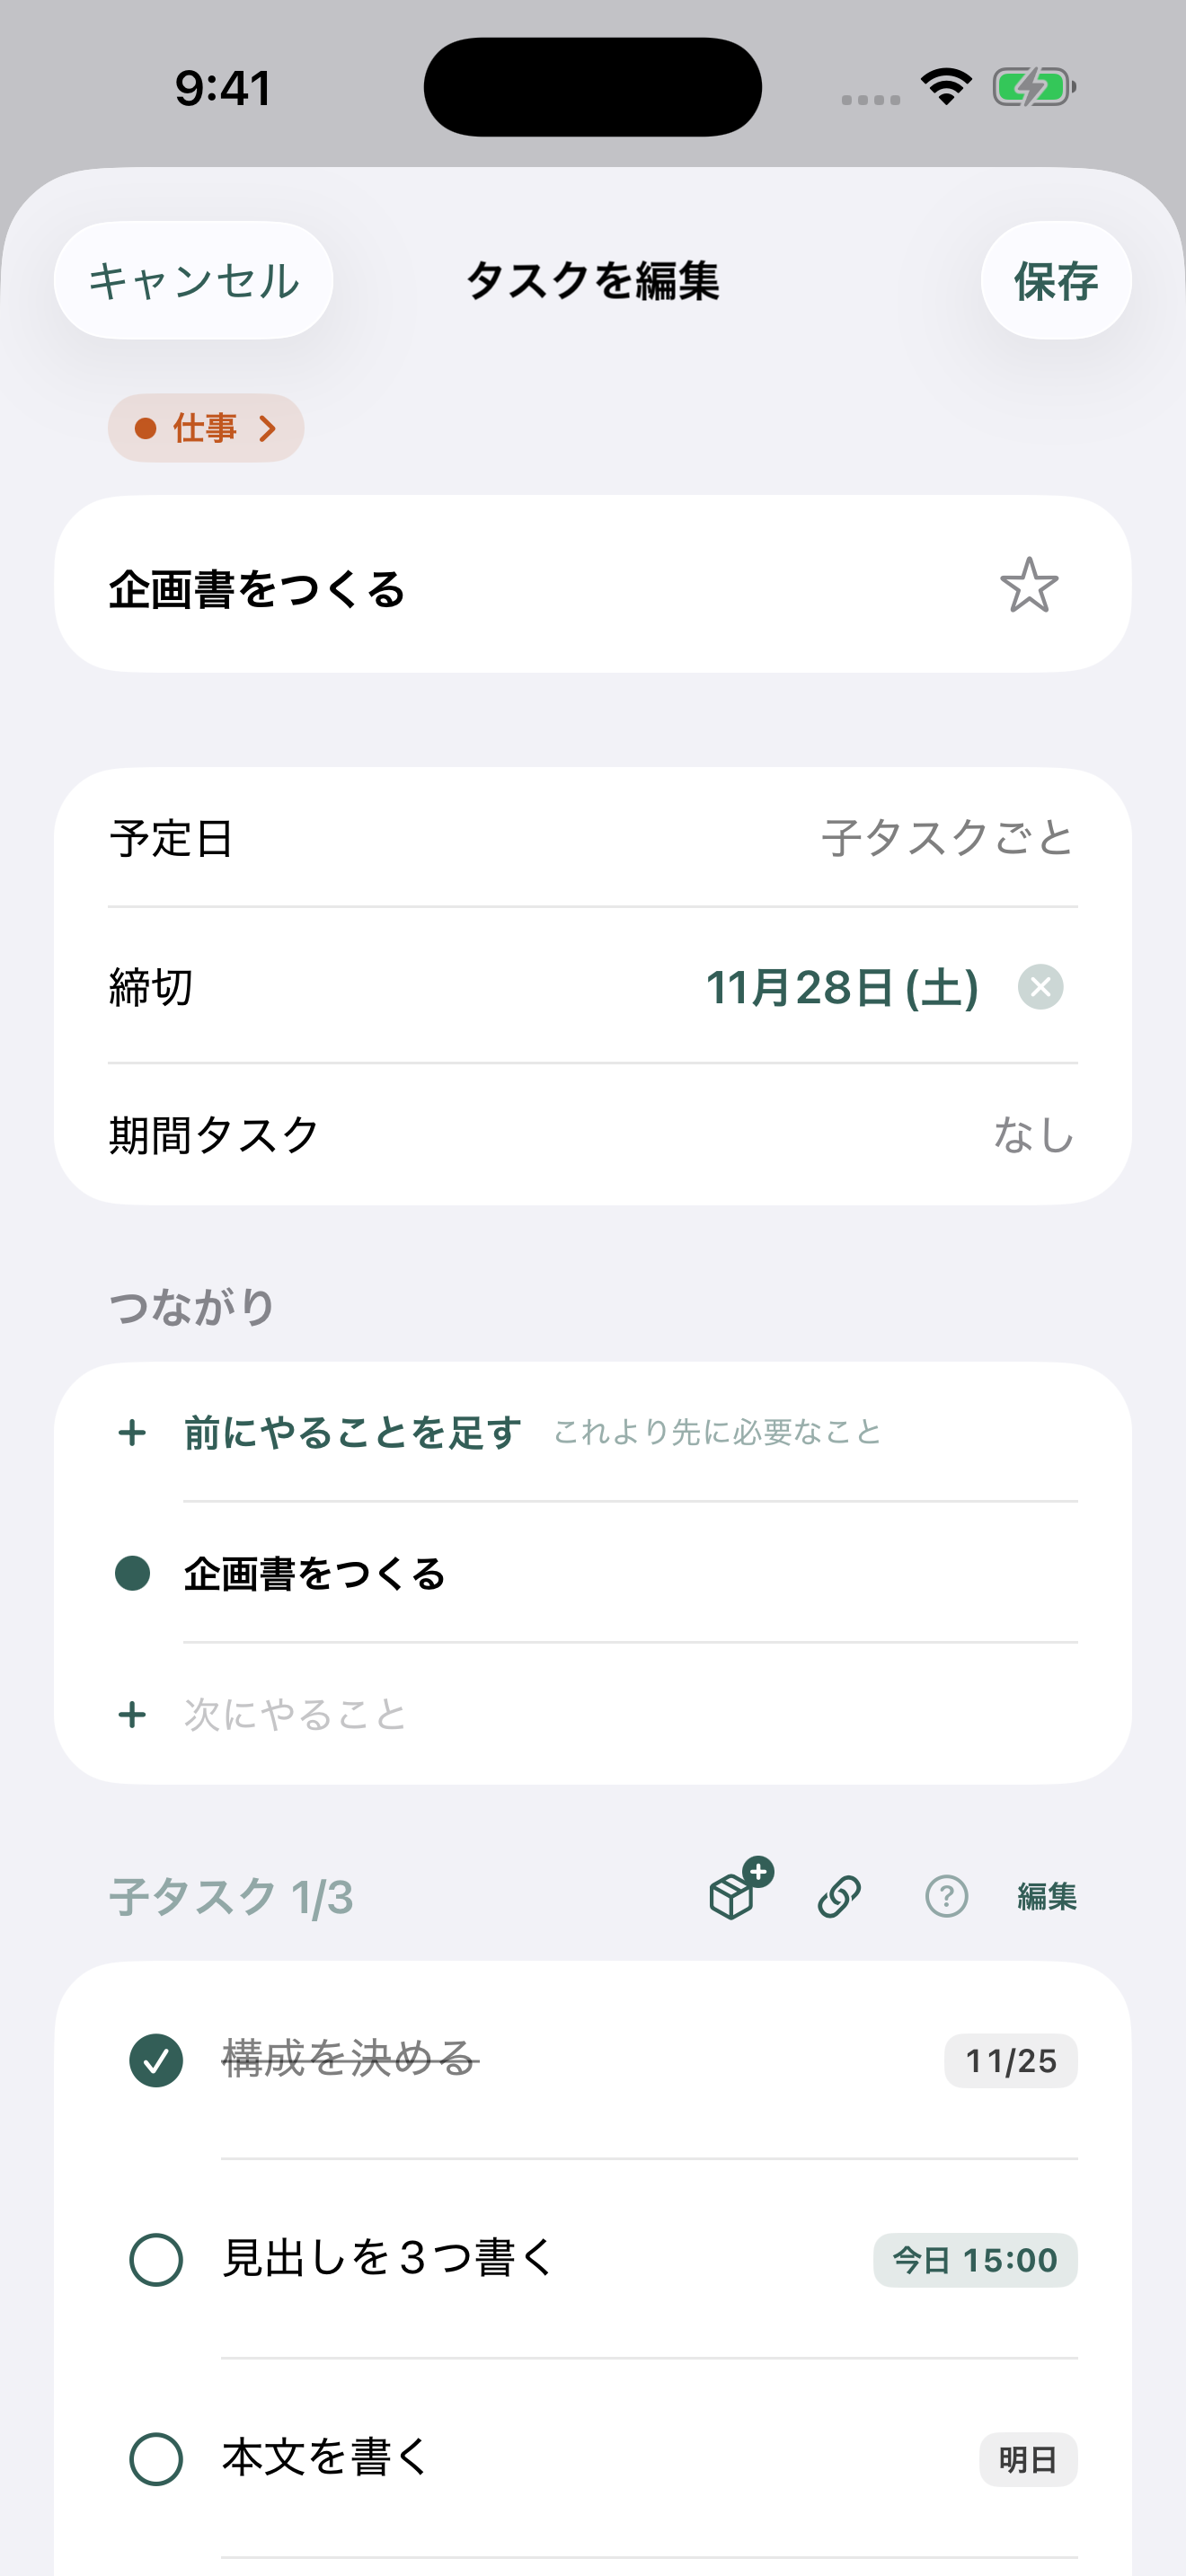 9:41
キャンセル
タスクを編集
保存
仕事
企画書をつくる
予定日
子タスクごと
締切
11月28日(土)
期間タスク
なし
つながり
前にやることを足す これより先に必要なこと
企画書をつくる
次にやること
子タスク 1/3
編集
構成を決める
11/25
見出しを3つ書く
今日 15:00
本文を書く
明日